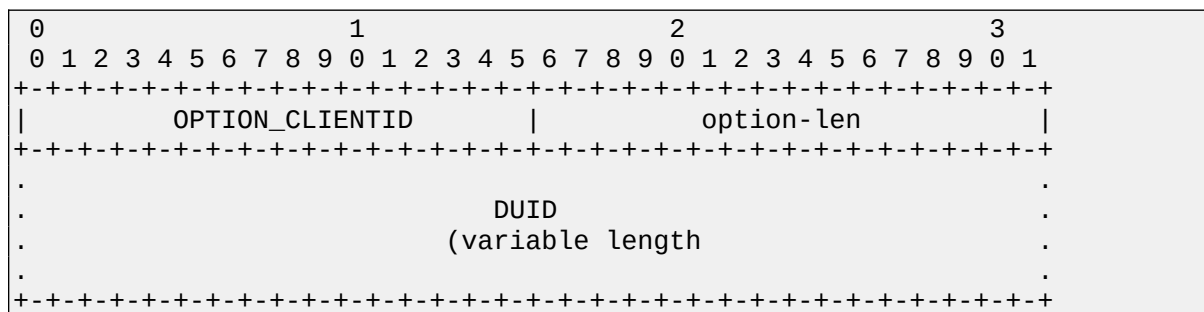 0                   1                   2                   3
 0 1 2 3 4 5 6 7 8 9 0 1 2 3 4 5 6 7 8 9 0 1 2 3 4 5 6 7 8 9 0 1
+-+-+-+-+-+-+-+-+-+-+-+-+-+-+-+-+-+-+-+-+-+-+-+-+-+-+-+-+-+-+-+-+
|         OPTION_CLIENTID       |          option-len           |
+-+-+-+-+-+-+-+-+-+-+-+-+-+-+-+-+-+-+-+-+-+-+-+-+-+-+-+-+-+-+-+-+
.                                                               .
.                             DUID                              .
.                          (variable length                     .
.                                                               .
+-+-+-+-+-+-+-+-+-+-+-+-+-+-+-+-+-+-+-+-+-+-+-+-+-+-+-+-+-+-+-+-+